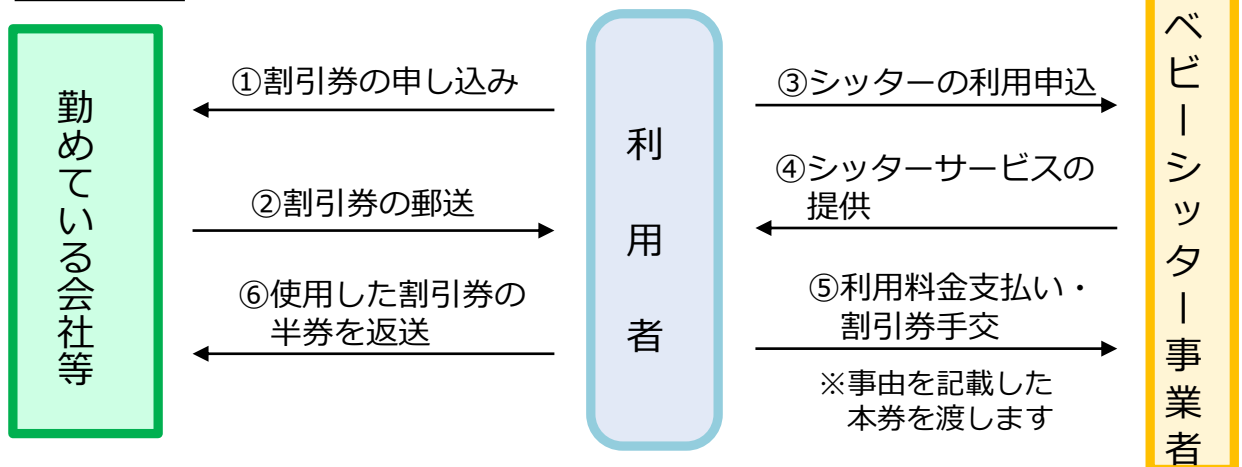 勤めている会社等
①割引券の申し込み
②割引券の郵送
⑥使用した割引券の
半券を返送
利用者
③シッターの利用申込
④シッターサービスの
提供
⑤利用料金支払い・
割引券手交
※事由を記載した
本券を渡します
ベビーシッター事業者